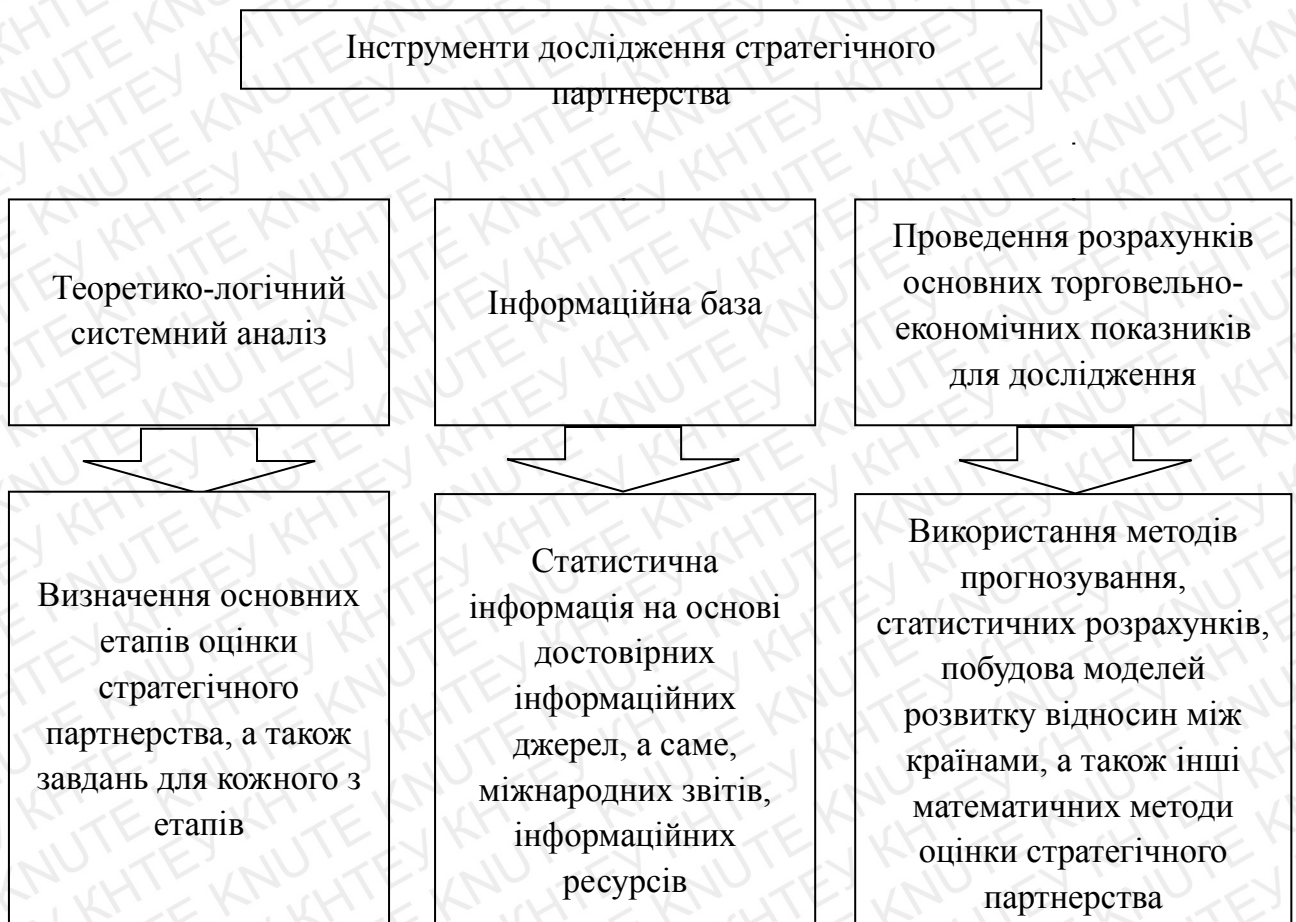 Інструменти дослідження стратегічного
партнерства
Теоретико-логічний
системний аналіз
Інформаційна база
Проведення розрахунків
основних торговельно-
економічних показників
для дослідження
Визначення основних
етапів оцінки
стратегічного
партнерства, а також
завдань для кожного з
етапів
Статистична
інформація на основі
достовірних
інформаційних
джерел, а саме,
міжнародних звітів,
інформаційних
ресурсів
Використання методів
прогнозування,
статистичних розрахунків,
побудова моделей
розвитку відносин між
країнами, а також інші
математичних методи
оцінки стратегічного
партнерства